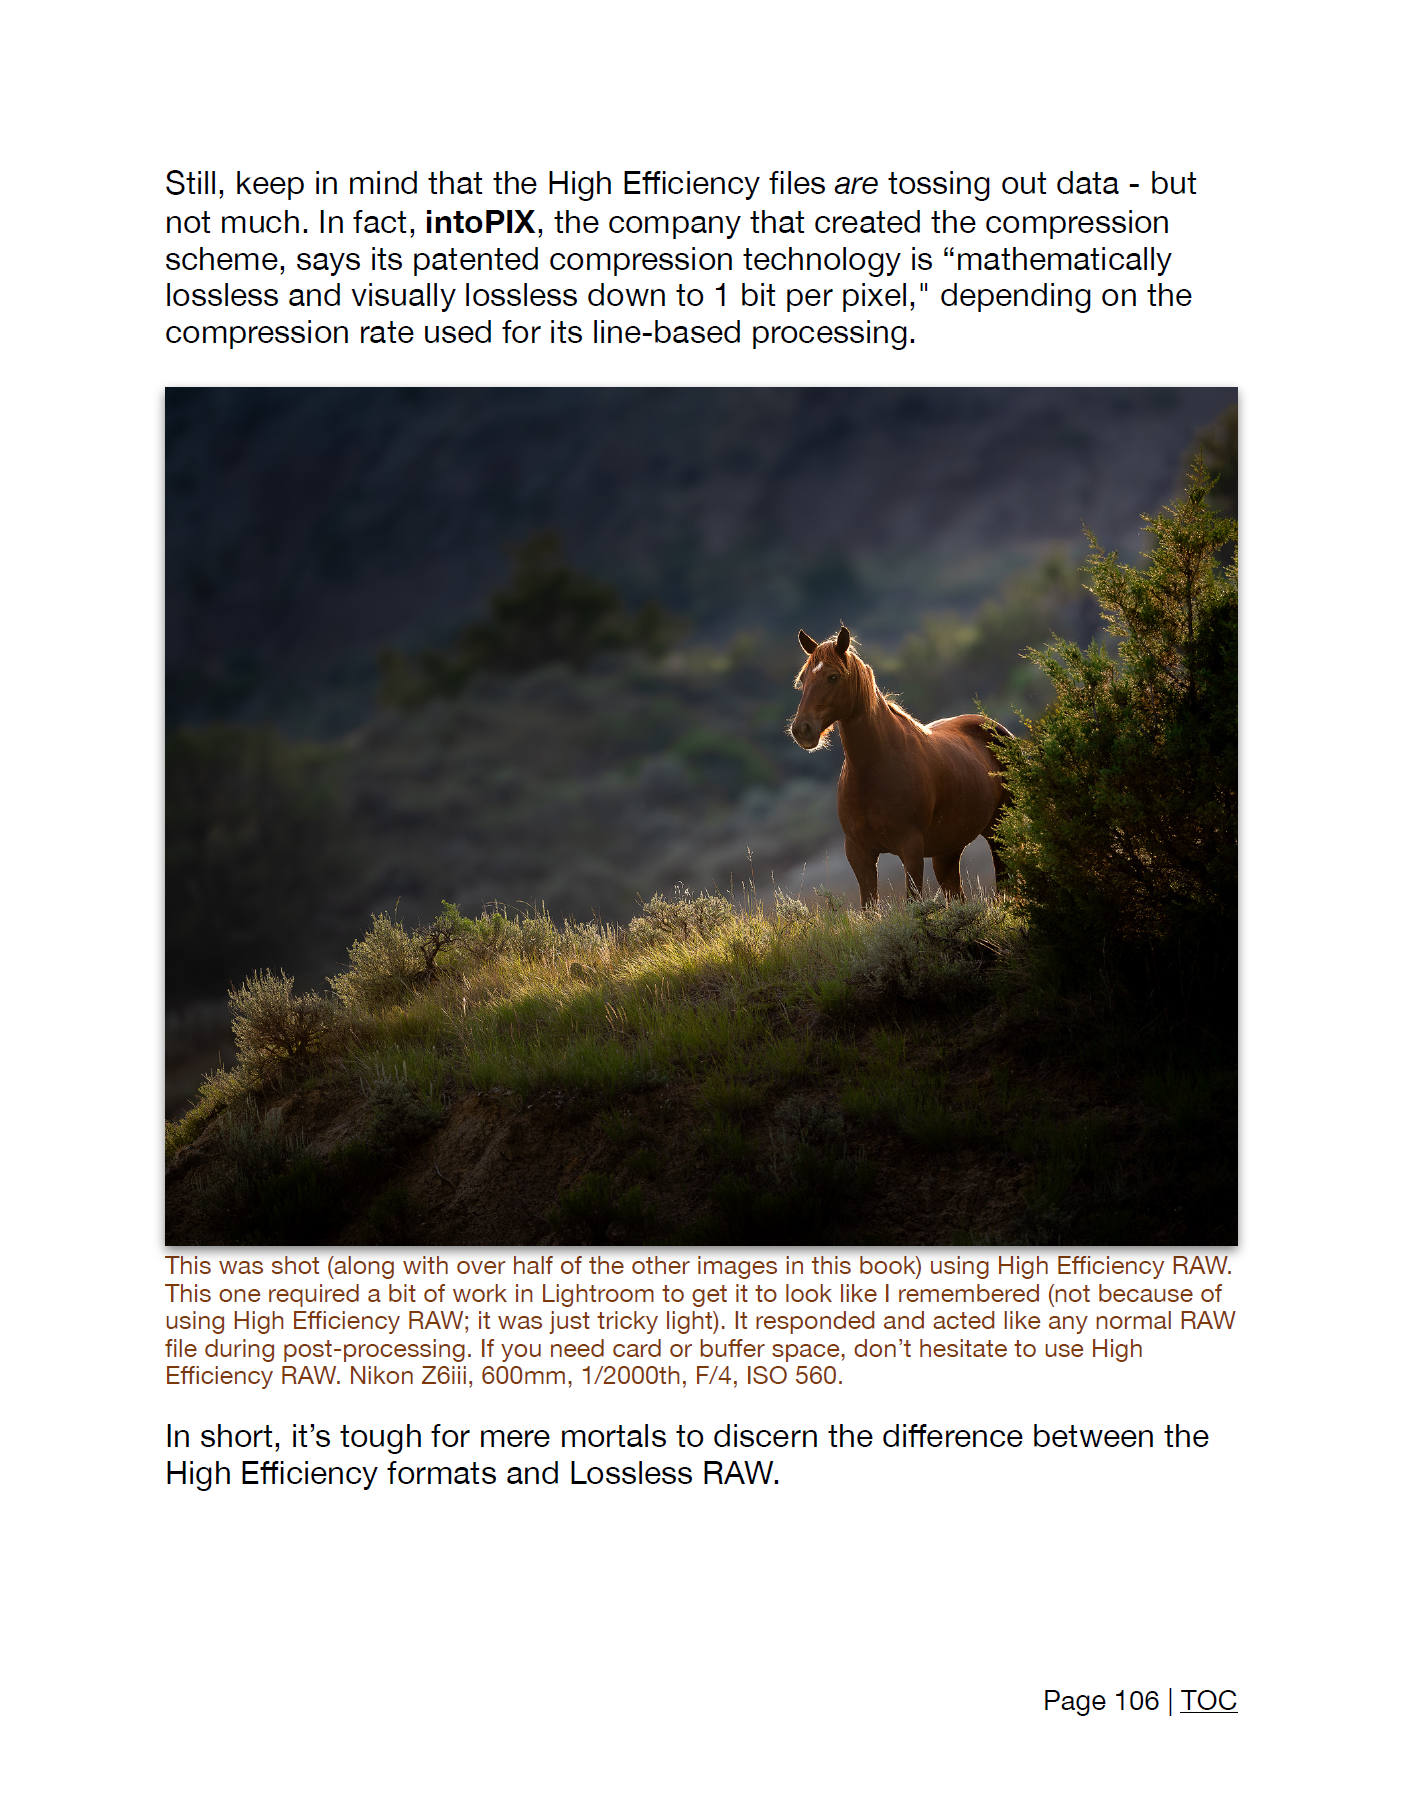 Still, keep in mind that the High Efficiency files are tossing out data - but
not much. In fact, intoPIX, the company that created the compression
scheme, says its patented compression technology is “mathematically
lossless and visually lossless down to 1 bit per pixel," depending on the
compression rate used for its line-based processing.
This was shot (along with over half of the other images in this book) using High Efficiency RAW.
This one required a bit of work in Lightroom to get it to look like I remembered (not because of
using High Efficiency RAW; it was just tricky light). It responded and acted like any normal RAW
file during post-processing. If you need card or buffer space, don’t hesitate to use High
Efficiency RAW. Nikon Z6iii, 600mm, 1/2000th, F/4, ISO 560.
In short, it’s tough for mere mortals to discern the difference between the
High Efficiency formats and Lossless RAW.
Page 106 | TOC